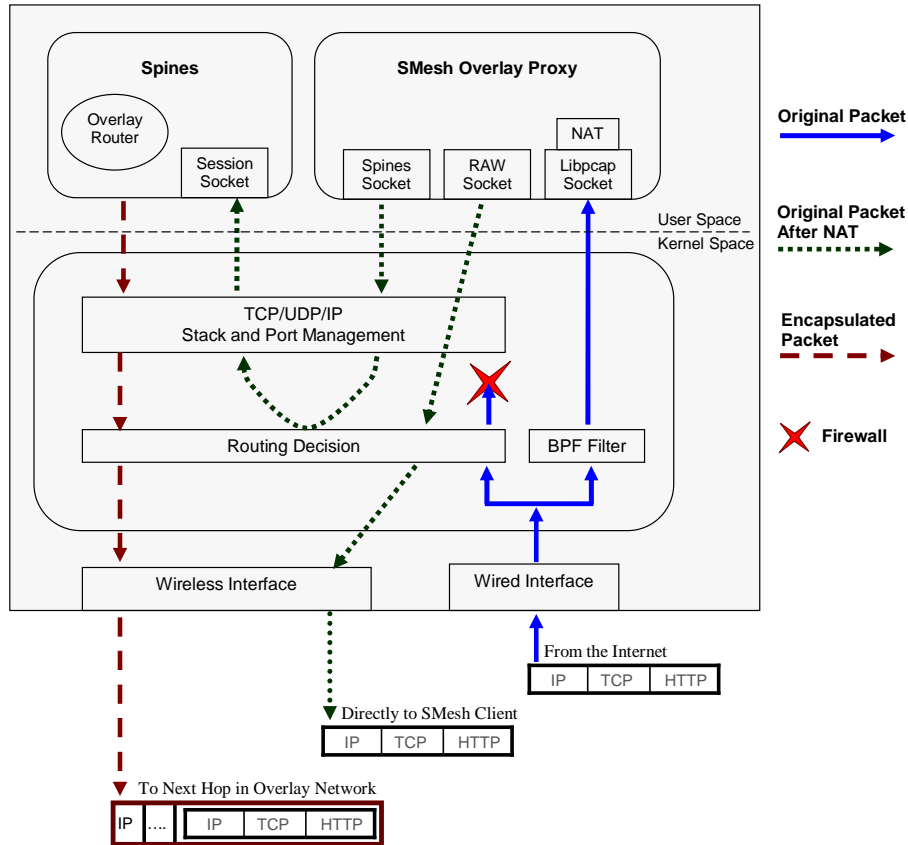 Spines
SMesh Overlay Proxy
Overlay
Router
Session
Socket
Spines
Socket
RAW
Socket
NAT
Libpcap
Socket
Original Packet
Original Packet
After NAT
Encapsulated
Packet
Firewall
User Space
Kernel Space
TCP/UDP/IP
Stack and Port Management
Routing Decision
BPF Filter
Wireless Interface
Wired Interface
From the Internet
IP TCP HTTP
Directly to SMesh Client
IP TCP HTTP
To Next Hop in Overlay Network
IP .... IP TCP HTTP